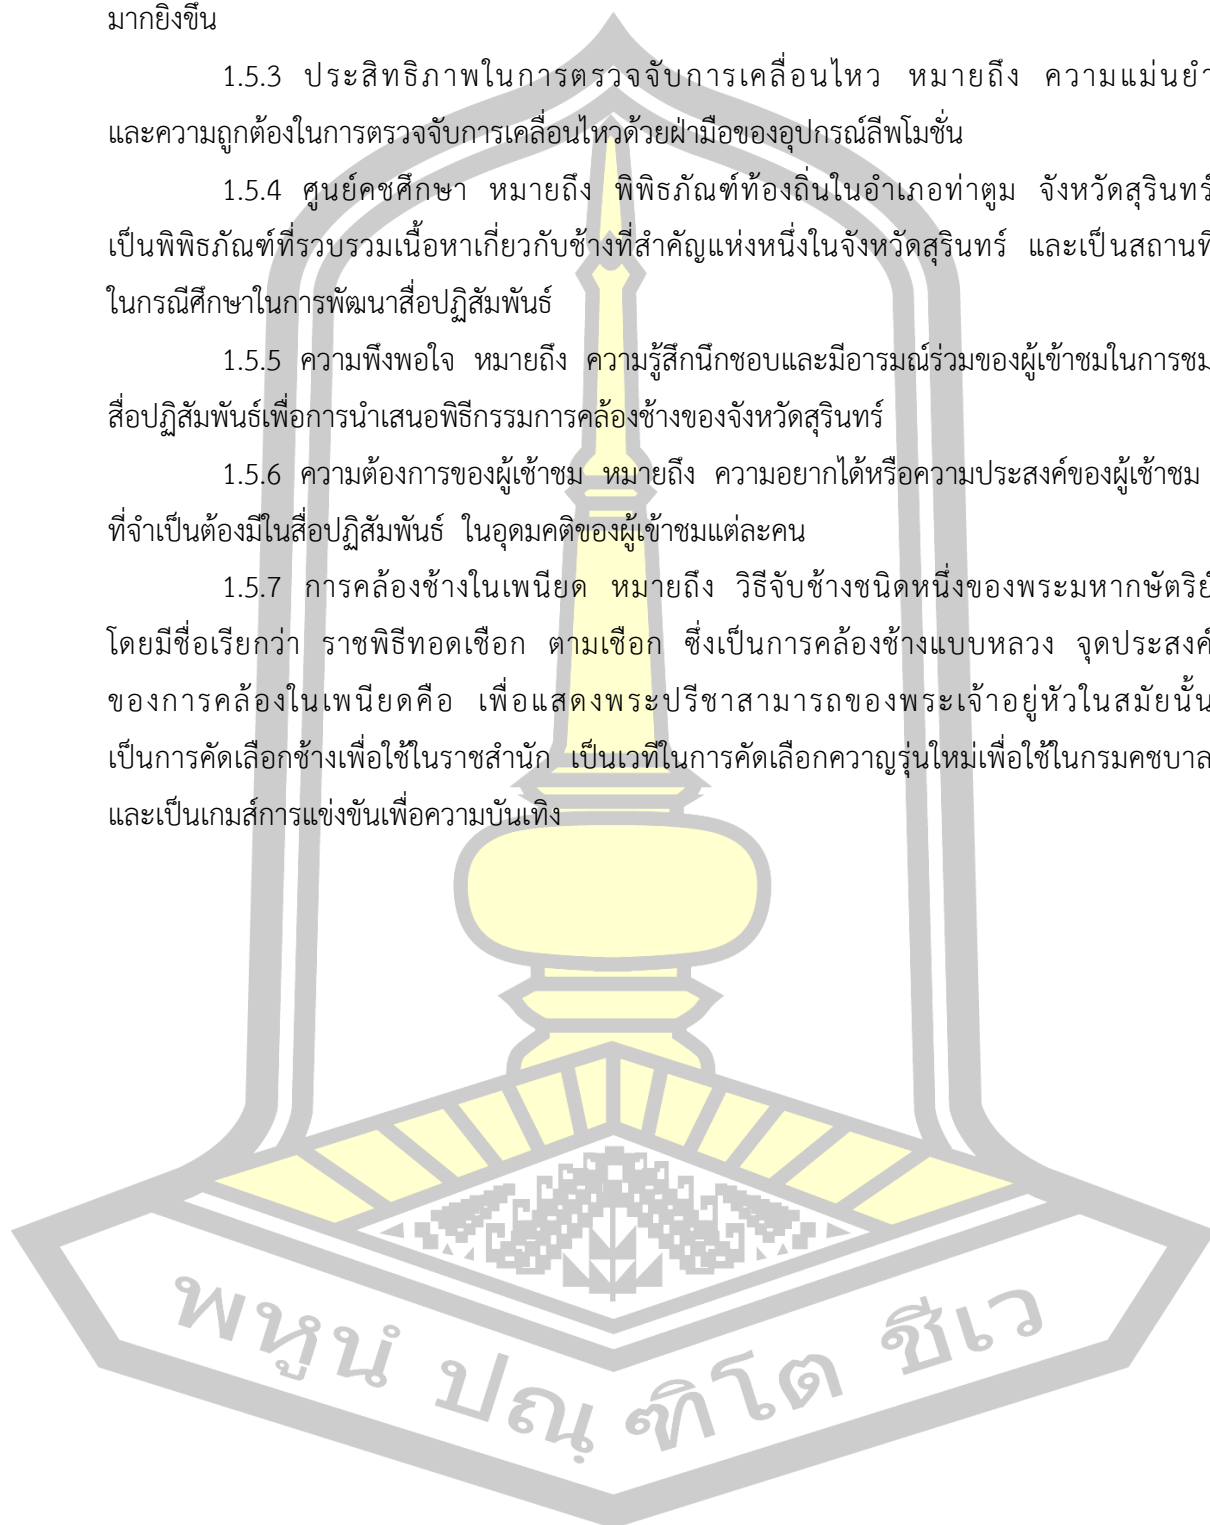 มากยิ่งขึ้น
1.5.3 ประสิทธิภาพในการตรวจจับการเคลื่อนไหว หมายถึง ความแม่นยำ
และความถูกต้องในการตรวจจับการเคลื่อนไหวด้วยฝ่ามือของอุปกรณ์ลีพโมชั่น
1.5.4 ศูนย์คชศึกษา หมายถึง พิพิธภัณฑ์ท้องถิ่นในอำเภอท่าตูม จังหวัดสุรินทร์
เป็นพิพิธภัณฑ์ที่รวบรวมเนื้อหาเกี่ยวกับช้างที่สำคัญแห่งหนึ่งในจังหวัดสุรินทร์ และเป็นสถานที่
ในกรณีศึกษาในการพัฒนาสื่อปฏิสัมพันธ์
1.5.5 ความพึงพอใจ หมายถึง ความรู้สึกนึกชอบและมีอารมณ์ร่วมของผู้เข้าชมในการชม
สื่อปฏิสัมพันธ์เพื่อการนำเสนอพิธีกรรมการคล้องช้างของจังหวัดสุรินทร์
1.5.6 ความต้องการของผู้เช้าชม หมายถึง ความอยากได้หรือความประสงค์ของผู้เช้าชม
ที่จำเป็นต้องมีในสื่อปฏิสัมพันธ์ ในอุดมคติของผู้เข้าชมแต่ละคน
1.5.7 การคล้องช้างในเพนียด หมายถึง วิธีจับช้างชนิดหนึ่งของพระมหากษัตริย์
โดยมีชื่อเรียกว่า ราชพิธีทอดเชือก ตามเชือก ซึ่งเป็นการคล้องช้างแบบหลวง จุดประสงค์
ของการคล้องในเพนียดคือ เพื่อแสดงพระปรีชาสามารถของพระเจ้าอยู่หัวในสมัยนั้น
เป็นการคัดเลือกช้างเพื่อใช้ในราชสำนัก เป็นเวทีในการคัดเลือกควาญรุ่นใหม่เพื่อใช้ในกรมคชบาล
และเป็นเกมส์การแข่งขันเพื่อความบันเทิง
พหูนํ ปณฺฑิโต ชีเว